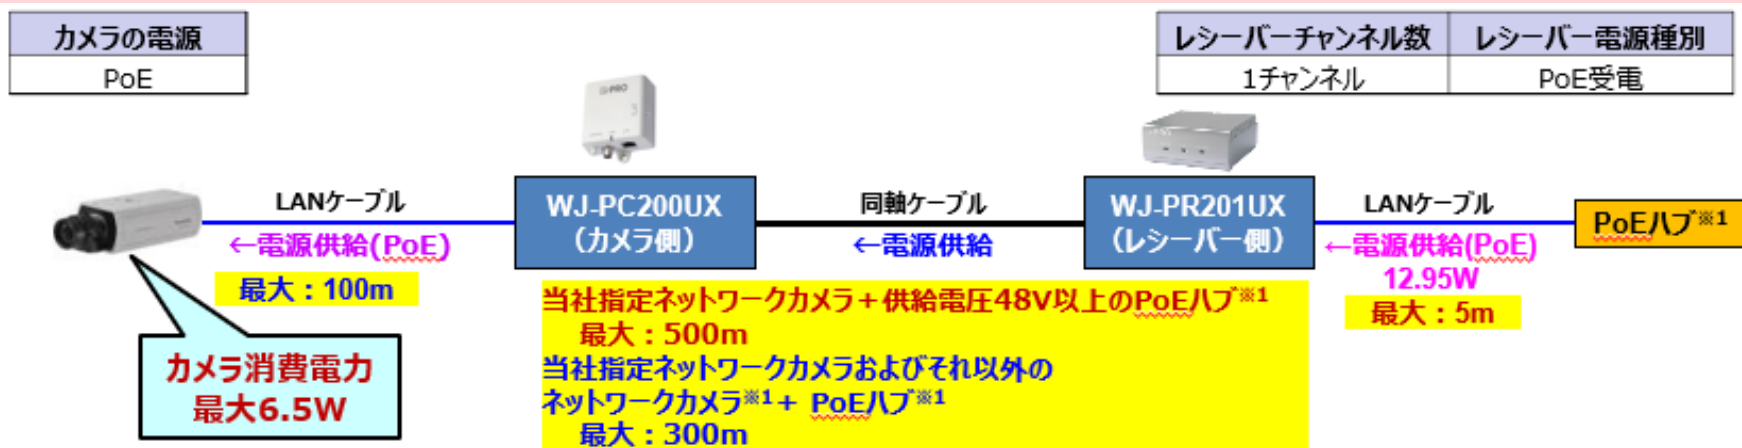 カメラの電源
PoE
レシーバーチャンネル数 レシーバー電源種別
1チャンネル PoE受電
i-PRO
LANケーブル
←電源供給(PoE)
最大：100m
WJ-PC200UX
（カメラ側）
同軸ケーブル
←電源供給
WJ-PR201UX
（レシーバー側）
LANケーブル
←電源供給(PoE)
12.95W
最大：5m
PoEハブ※1
カメラ消費電力
最大6.5W
当社指定ネットワークカメラ＋供給電圧48V以上のPoEハブ※1
最大：500m
当社指定ネットワークカメラおよびそれ以外の
ネットワークカメラ※1＋ PoEハブ※1
最大：300m